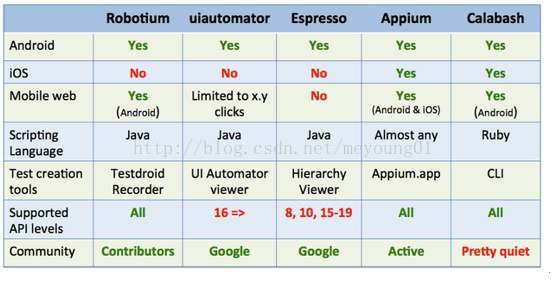 Robotium uiautomator Espresso Appium Calabash
Android Yes Yes Yes Yes Yes
iOS No No No Yes Yes
Mobile web Yes (Android) Limited to x.y clicks No Yes (Android & iOS) Yes (Android)
Scripting Language Java Java Java Almost any Ruby
http://blog.csdn.net/meyoung01
Test creation tools Testdroid Recorder UI Automator viewer Hierarchy Viewer Appium.app CLI
Supported API levels All 16 => 8, 10, 15-19 All All
Community Contributors Google Google Active Pretty quiet